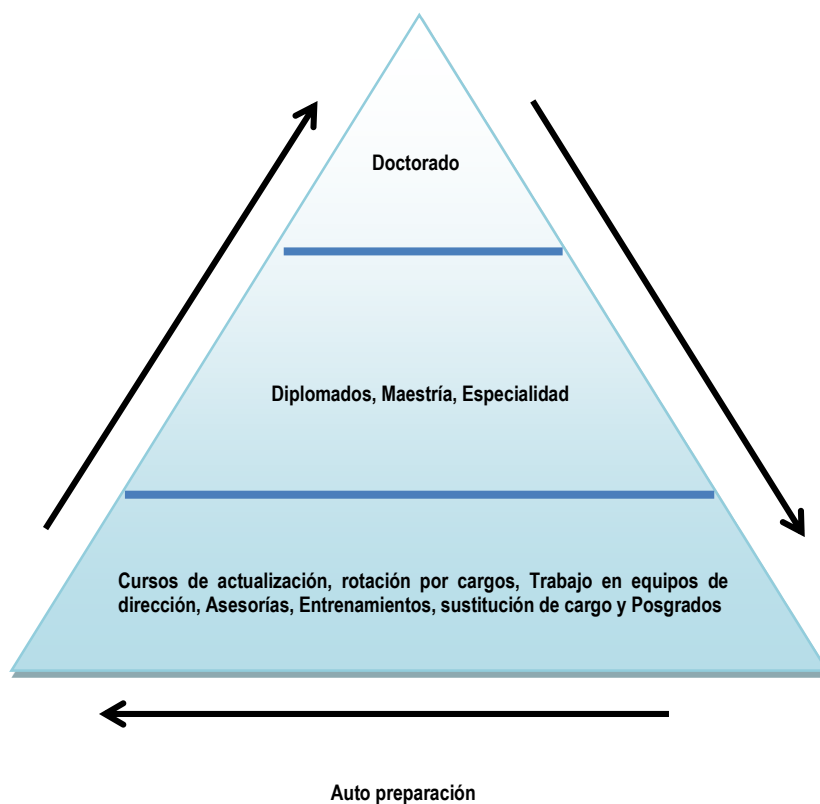 Doctorado
Diplomados, Maestría, Especialidad
Cursos de actualización, rotación por cargos, Trabajo en equipos de
dirección, Asesorías, Entrenamientos, sustitución de cargo y Posgrados
Auto preparación